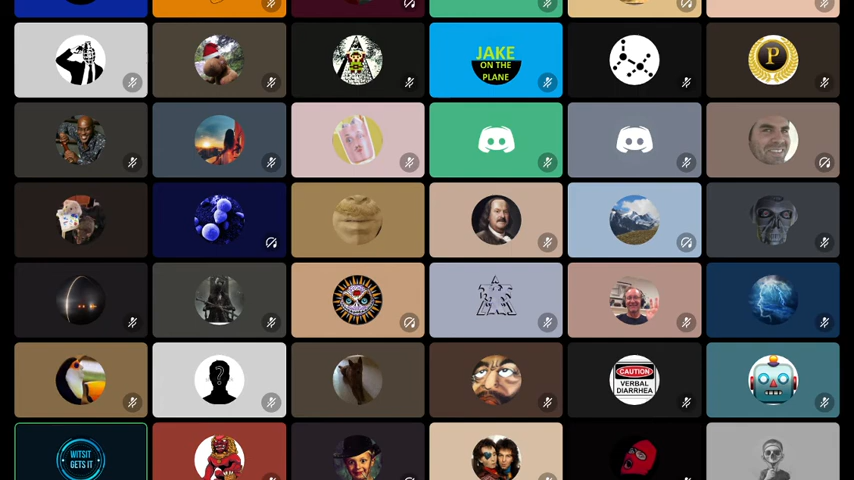 JAKE
ON THE
PLANE
P
?
CAUTION
VERBAL
DIARRHEA
WITSIT
GETS IT